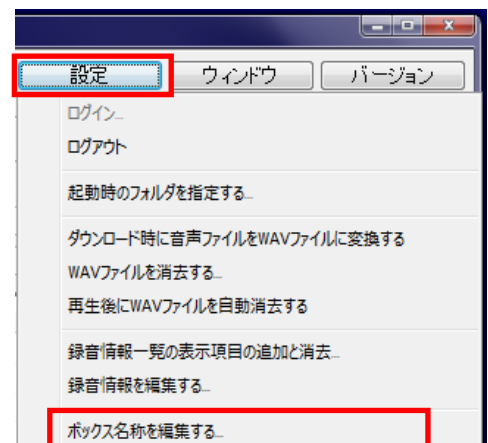 設定 ウィンドウ バージョン
ログイン...
ログアウト
起動時のフォルダを指定する...
ダウンロード時に音声ファイルをWAVファイルに変換する
WAVファイルを消去する...
再生後にWAVファイルを自動消去する
録音情報一覧の表示項目の追加と消去...
録音情報を編集する...
ボックス名称を編集する...